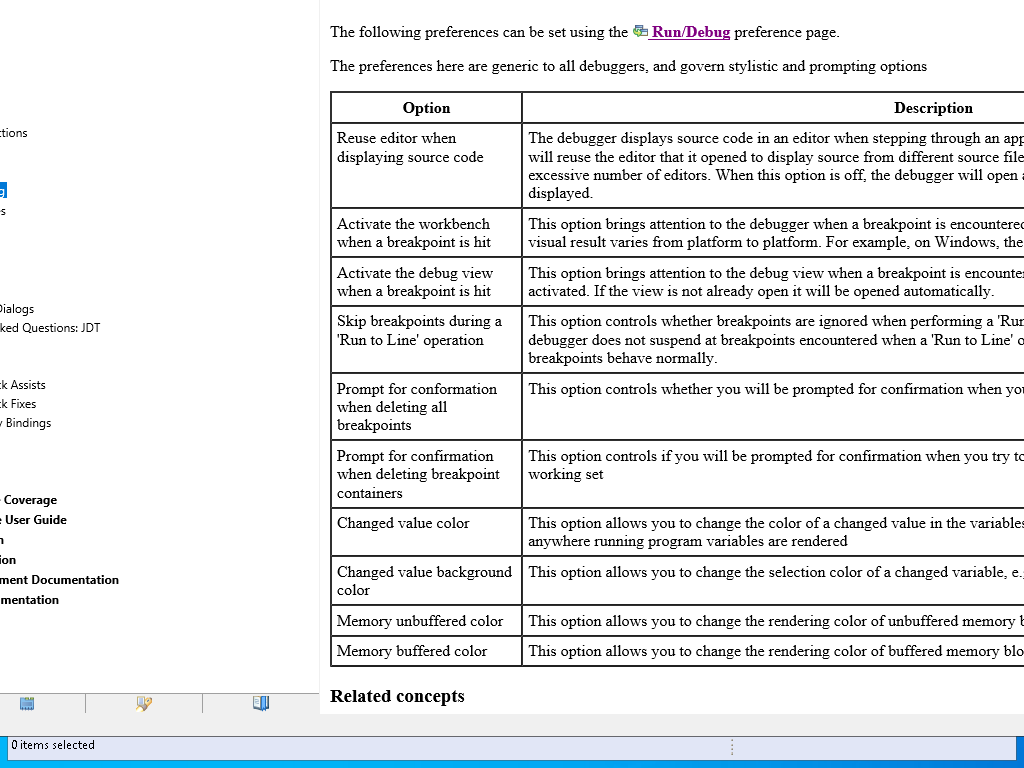 The following preferences can be set using the Run/Debug preference page.
The preferences here are generic to all debuggers, and govern stylistic and prompting options
tions
g
s
Dialogs
ked Questions: JDT
k Assists
k Fixes
y Bindings
Coverage
User Guide
n
ion
ment Documentation
mentation
Option
Description
Reuse editor when
displaying source code
The debugger displays source code in an editor when stepping through an app
will reuse the editor that it opened to display source from different source file
excessive number of editors. When this option is off, the debugger will open a
displayed.
Activate the workbench
when a breakpoint is hit
This option brings attention to the debugger when a breakpoint is encountered
visual result varies from platform to platform. For example, on Windows, the
Activate the debug view
when a breakpoint is hit
This option brings attention to the debug view when a breakpoint is encounte
activated. If the view is not already open it will be opened automatically.
Skip breakpoints during a
'Run to Line' operation
This option controls whether breakpoints are ignored when performing a 'Run
debugger does not suspend at breakpoints encountered when a 'Run to Line' o
breakpoints behave normally.
Prompt for conformation
when deleting all
breakpoints
This option controls whether you will be prompted for confirmation when you
Prompt for confirmation
when deleting breakpoint
containers
This option controls if you will be prompted for confirmation when you try to
working set
Changed value color
This option allows you to change the color of a changed value in the variables
anywhere running program variables are rendered
Changed value background
color
This option allows you to change the selection color of a changed variable, e.g
Memory unbuffered color
This option allows you to change the rendering color of unbuffered memory b
Memory buffered color
This option allows you to change the rendering color of buffered memory blo
Related concepts
0 items selected